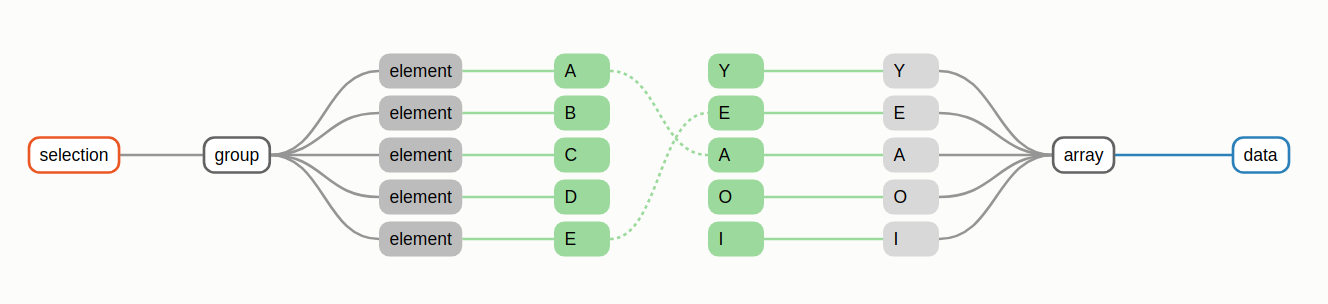 element A Y Y
element B E E
selection group element C A A array data
element D O O
element E I I